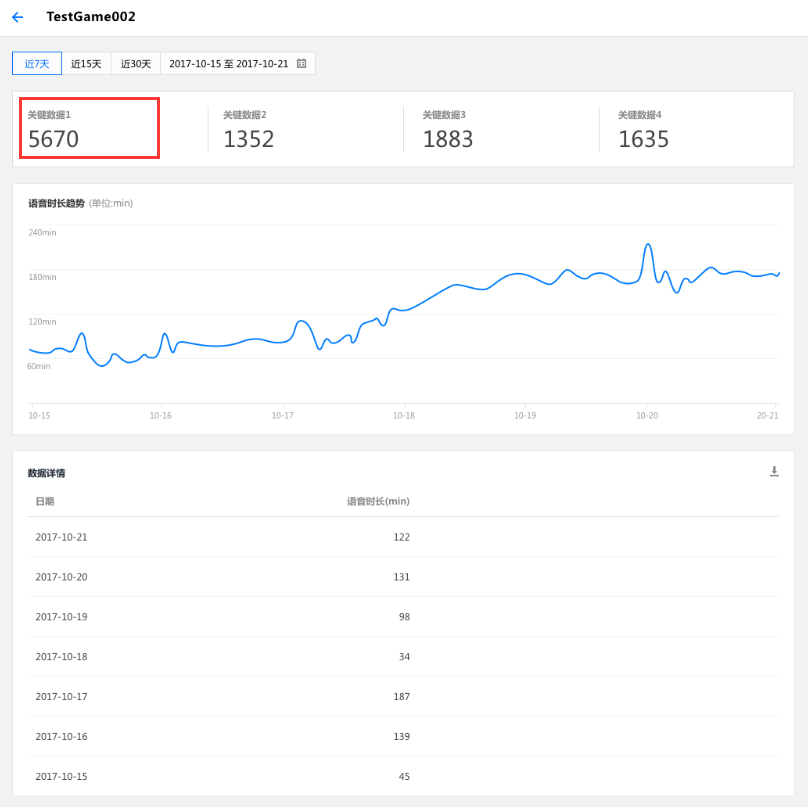 TestGame002
近7天 近15天 近30天 2017-10-15 至 2017-10-21
关键数据1 关键数据2 关键数据3 关键数据4
5670 1352 1883 1635
语音时长趋势 (单位:min)
240min
180min
120min
60min
10-15 10-16 10-17 10-18 10-19 10-20 20-21
数据详情
日期 语音时长(min)
2017-10-21 122
2017-10-20 131
2017-10-19 98
2017-10-18 34
2017-10-17 187
2017-10-16 139
2017-10-15 45